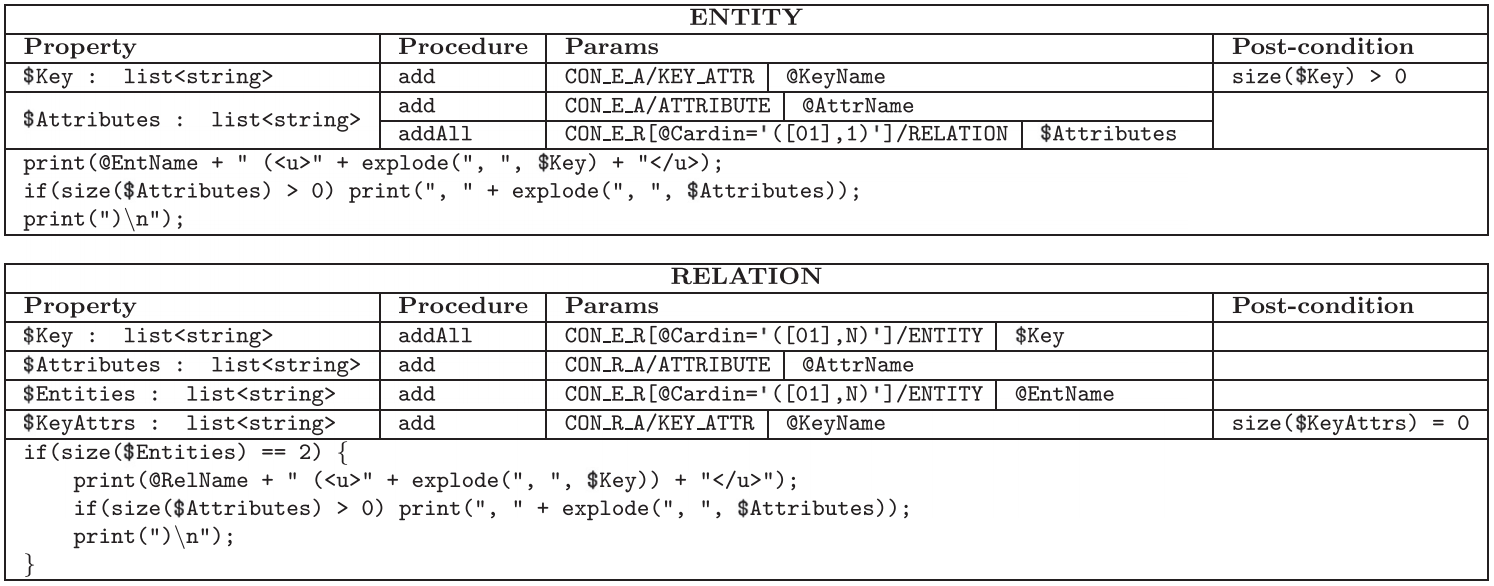 ENTITY
Property Procedure Params Post-condition
$Key : list<string> add CON_E_A/KEY_ATTR @KeyName size($Key) > 0
$Attributes : list<string> add CON_E_A/ATTRIBUTE @AttrName
addAll CON_E_R[@Cardin='([01],1)']/RELATION $Attributes
print(@EntName + " (<u>" + explode(", ", $Key) + "</u>);
if(size($Attributes) > 0) print(", " + explode(", ", $Attributes));
print(")\n");
RELATION
Property Procedure Params Post-condition
$Key : list<string> addAll CON_E_R[@Cardin='([01],N)']/ENTITY $Key
$Attributes : list<string> add CON_R_A/ATTRIBUTE @AttrName
$Entities : list<string> add CON_E_R[@Cardin='([01],N)']/ENTITY @EntName
$KeyAttrs : list<string> add CON_R_A/KEY_ATTR @KeyName size($KeyAttrs) = 0
if(size($Entities) == 2) {
print(@RelName + " (<u>" + explode(", ", $Key)) + "</u>");
if(size($Attributes) > 0) print(", " + explode(", ", $Attributes));
print(")\n");
}